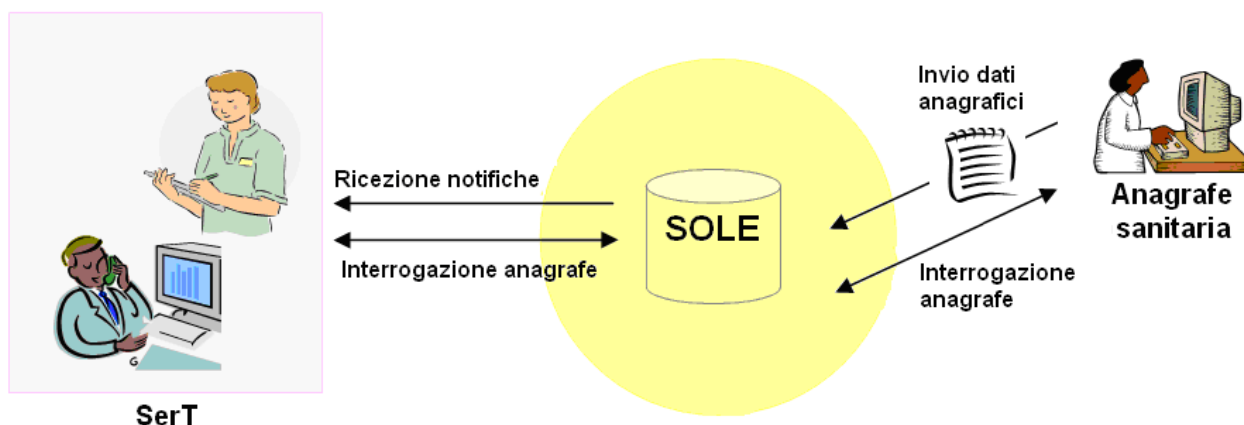 Invio dati
anagrafici
Ricezione notifiche
SOLE
Anagrafe
sanitaria
Interrogazione anagrafe
Interrogazione
anagrafe
G
SerT